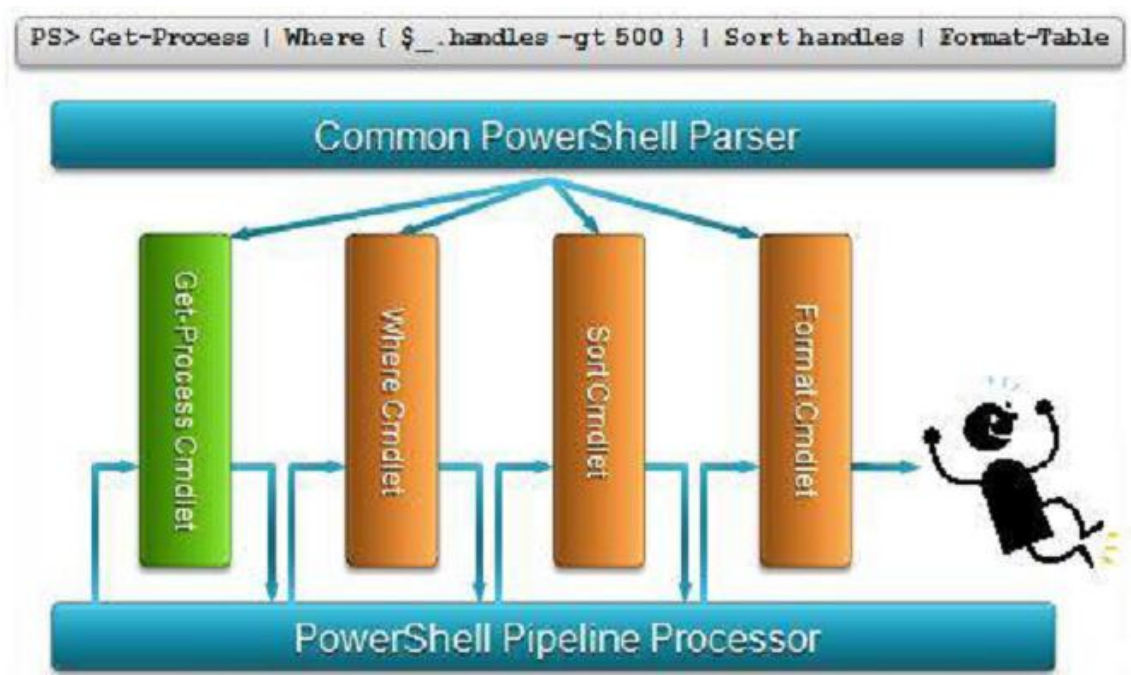 PS> Get-Process | Where { $_.handles -gt 500 } | Sort handles | Format-Table
Common PowerShell Parser
Get-Process Cmdlet
Where Cmdlet
Sort Cmdlet
Format Cmdlet
PowerShell Pipeline Processor